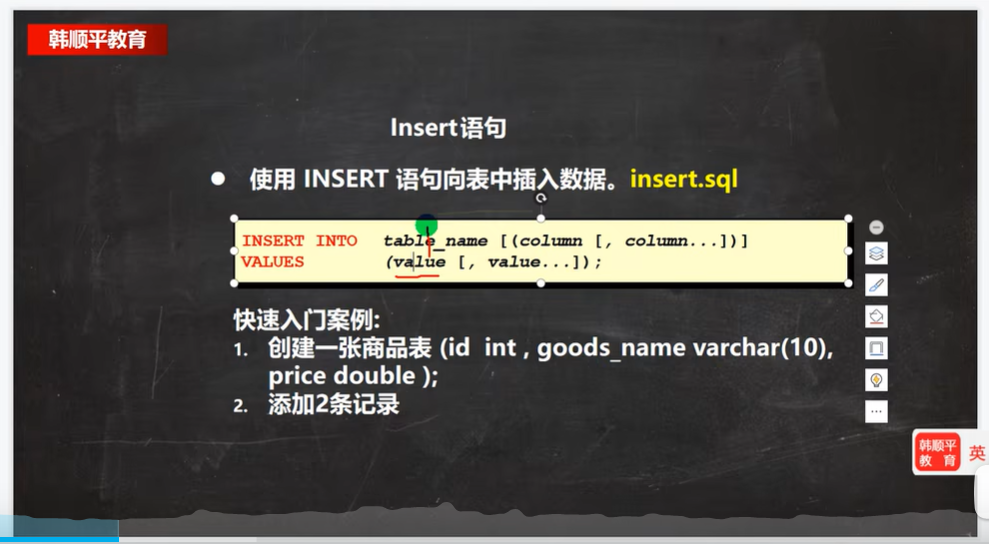 韩顺平教育
Insert语句
● 使用 INSERT 语句向表中插入数据。insert.sql
INSERT INTO table_name [(column [, column...])]
VALUES (value [, value...]);
快速入门案例:
1. 创建一张商品表 (id int , goods_name varchar(10),
price double );
2. 添加2条记录
韩顺平
教 育
英